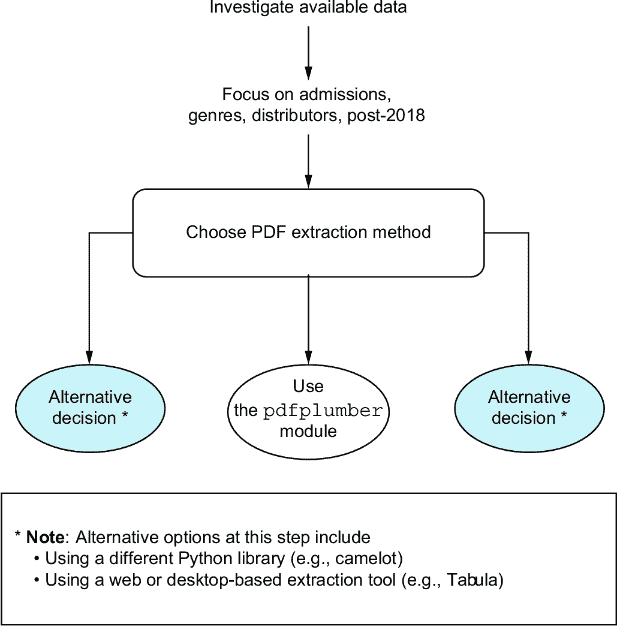 Investigate available data
Focus on admissions,
genres, distributors, post-2018
Choose PDF extraction method
Alternative
decision *
Use
the pdfplumber
module
Alternative
decision *
* Note: Alternative options at this step include
• Using a different Python library (e.g., camelot)
• Using a web or desktop-based extraction tool (e.g., Tabula)